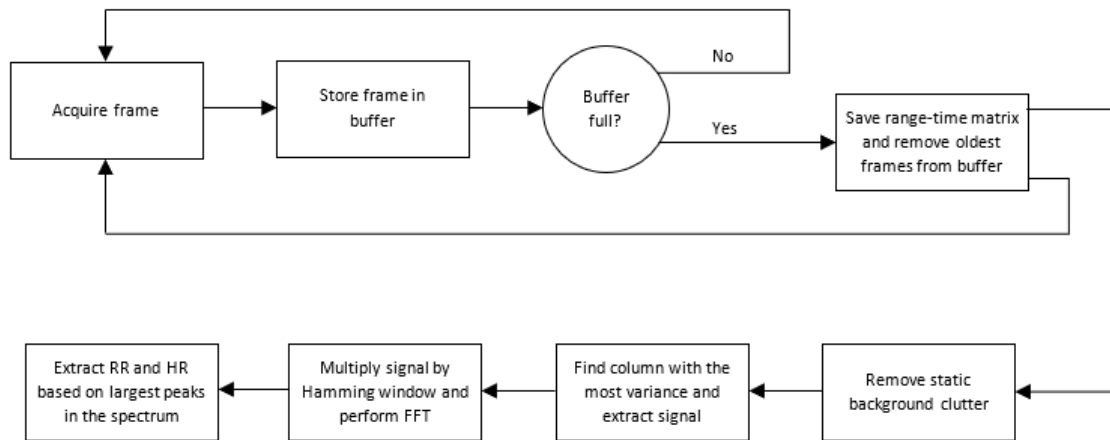 Acquire frame
Store frame in
buffer
Buffer
full?
No
Yes
Save range-time matrix
and remove oldest
frames from buffer
Extract RR and HR
based on largest peaks
in the spectrum
Multiply signal by
Hamming window and
perform FFT
Find column with the
most variance and
extract signal
Remove static
background clutter